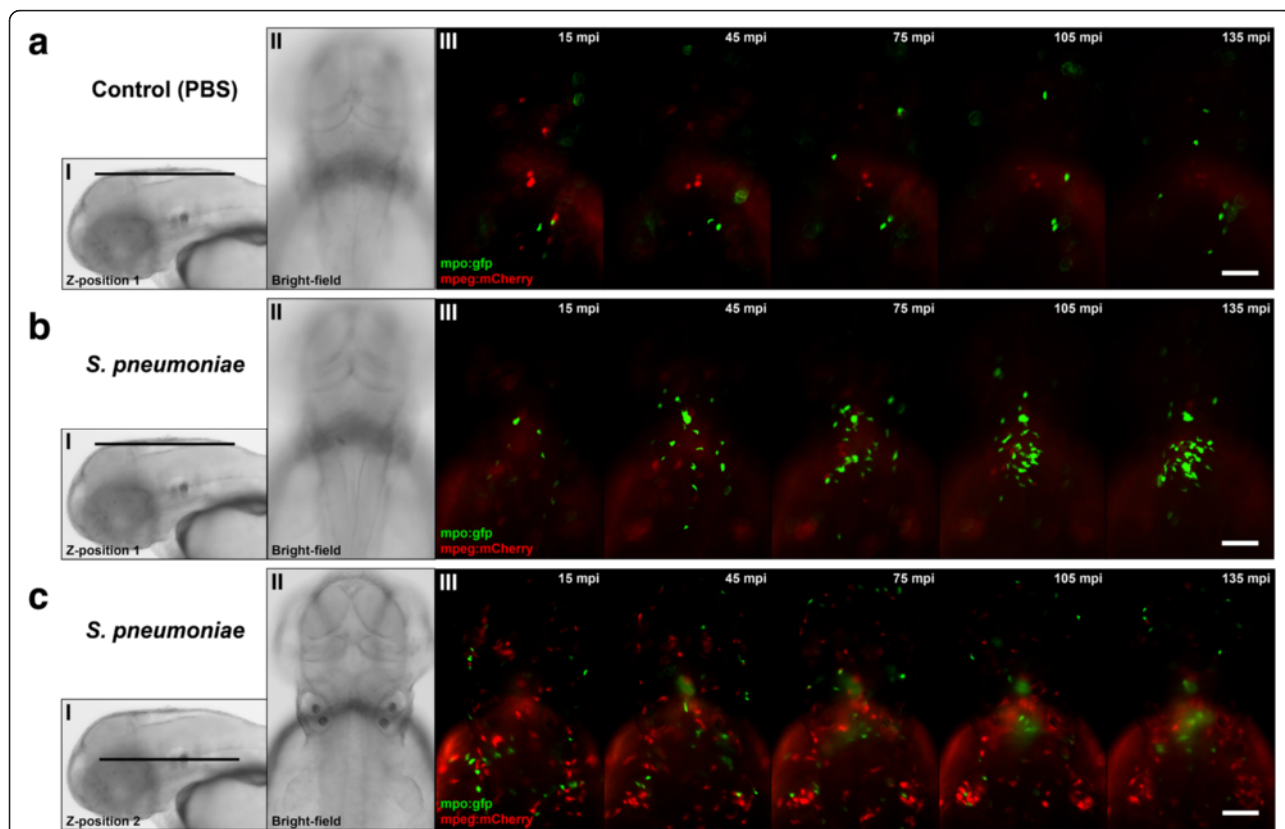 a
Control (PBS)
I
Z-position 1
II
Bright-field
III
15 mpi
45 mpi
75 mpi
105 mpi
135 mpi
mpo:gfp
mpeg:mCherry
b
S. pneumoniae
I
Z-position 1
II
Bright-field
III
15 mpi
45 mpi
75 mpi
105 mpi
135 mpi
mpo:gfp
mpeg:mCherry
c
S. pneumoniae
I
Z-position 2
II
Bright-field
III
15 mpi
45 mpi
75 mpi
105 mpi
135 mpi
mpo:gfp
mpeg:mCherry